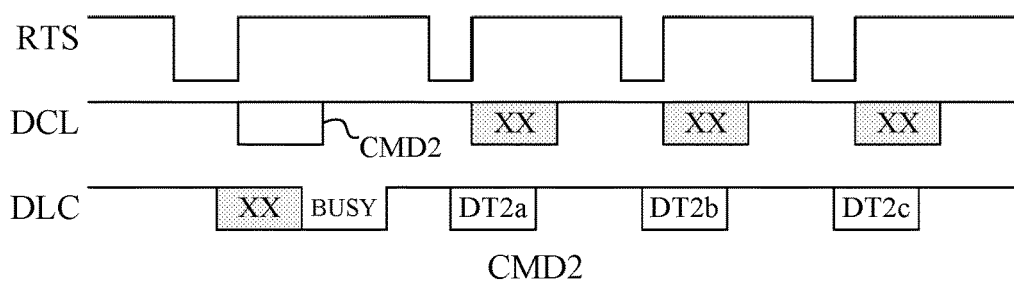 RTS
DCL XX XX XX
CMD2
DLC XX BUSY DT2a DT2b DT2c
CMD2